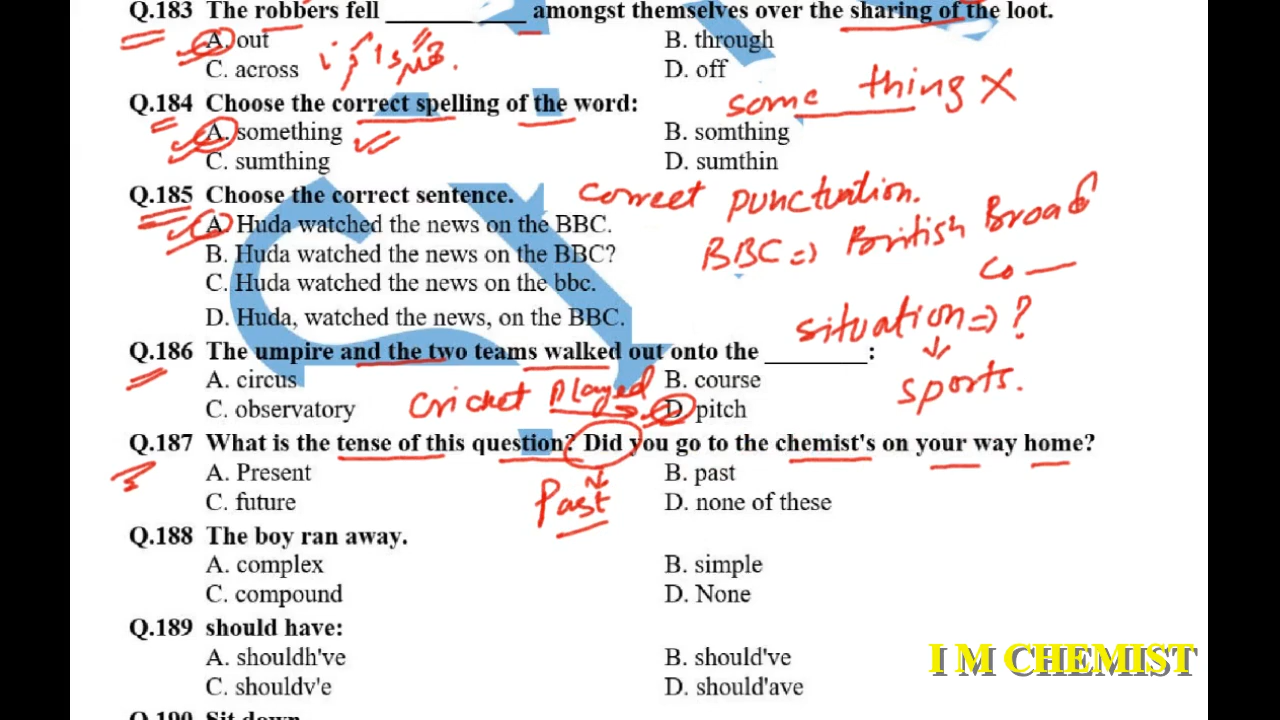 Q.183 The robbers fell ____________ amongst themselves over the sharing of the loot.
A. out B. through
C. across D. off
some thing X
Q.184 Choose the correct spelling of the word:
A. something B. somthing
C. sumthing D. sumthin
Q.185 Choose the correct sentence.
correct punctuation.
A. Huda watched the news on the BBC.
BBC => British Broad
B. Huda watched the news on the BBC?
Co —
C. Huda watched the news on the bbc.
D. Huda, watched the news, on the BBC.
situation => ?
sports.
Q.186 The umpire and the two teams walked out onto the _________:
A. circus B. course
C. observatory D. pitch
Cricket played
Q.187 What is the tense of this question? Did you go to the chemist's on your way home?
A. Present B. past
C. future D. none of these
Past
Q.188 The boy ran away.
A. complex B. simple
C. compound D. None
Q.189 should have:
A. shouldh've B. should've
C. shouldv'e D. should'ave
I M CHEMIST
Q.190 Sit down.